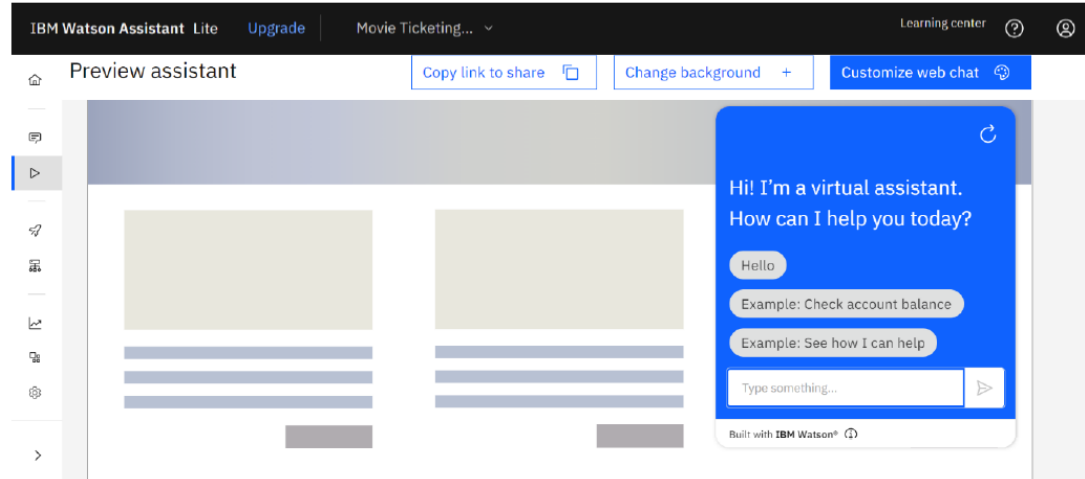 IBM Watson Assistant Lite Upgrade Movie Ticketing... Learning center
Preview assistant Copy link to share Change background + Customize web chat
Hi! I'm a virtual assistant.
How can I help you today?
Hello
Example: Check account balance
Example: See how I can help
Type something...
Built with IBM Watson®